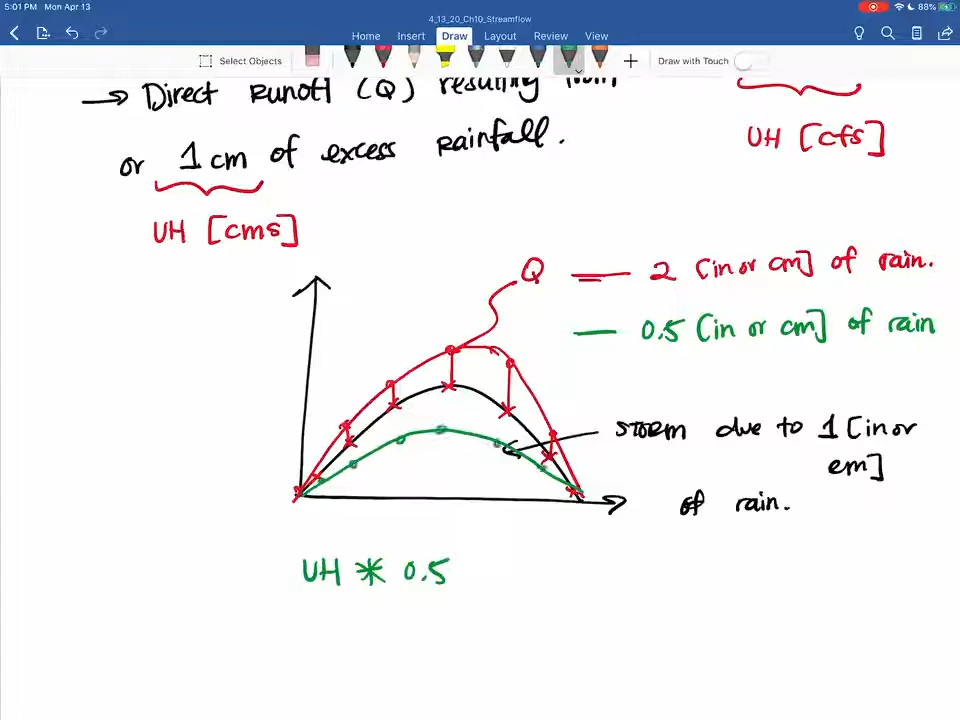 5:01 PM Mon Apr 13
88%
4_13_20_Ch10_Streamflow
Home Insert Draw Layout Review View
Select Objects
Draw with Touch
→ Direct Runoff (Q) resulting from
or 1 cm of excess rainfall.
UH [cfs]
UH [cms]
Q
2 [in or cm] of rain.
0.5 [in or cm] of rain
storm due to 1 [in or
cm]
of rain.
UH * 0.5